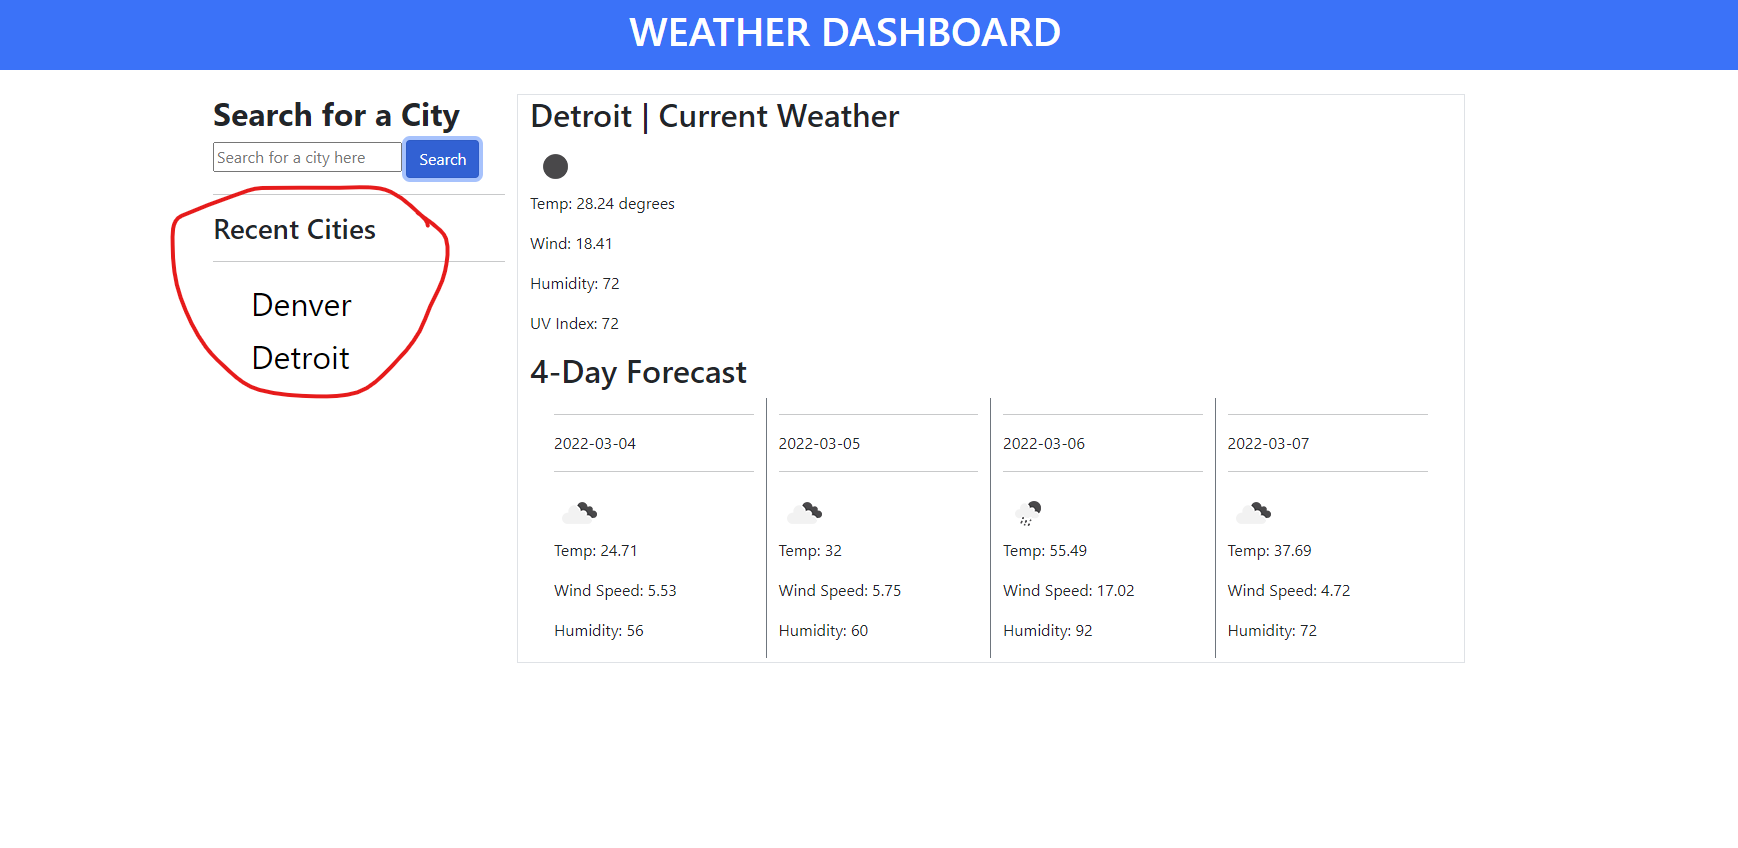 WEATHER DASHBOARD
Search for a City
Search for a city here
Search
Recent Cities
Denver
Detroit
Detroit | Current Weather
Temp: 28.24 degrees
Wind: 18.41
Humidity: 72
UV Index: 72
4-Day Forecast
2022-03-04
Temp: 24.71
Wind Speed: 5.53
Humidity: 56
2022-03-05
Temp: 32
Wind Speed: 5.75
Humidity: 60
2022-03-06
Temp: 55.49
Wind Speed: 17.02
Humidity: 92
2022-03-07
Temp: 37.69
Wind Speed: 4.72
Humidity: 72